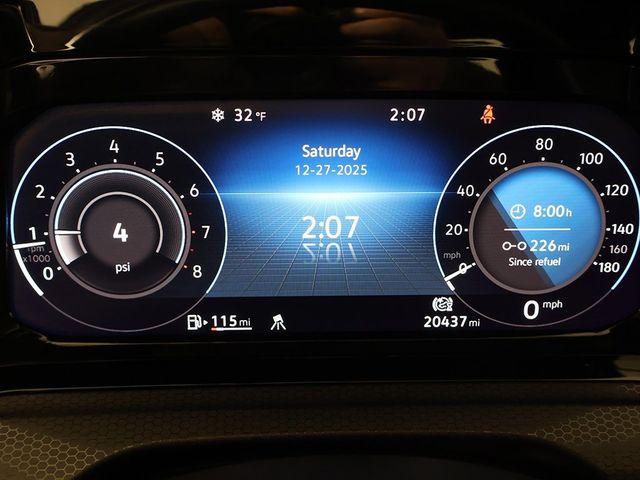 32 °F
2:07
Saturday
12-27-2025
2:07
0 1 2 3 4 5 6 7 8
rpm
x1000
4
psi
0 20 40 60 80 100 120 140 160 180
mph
8:00 h
226 mi
Since refuel
0 mph
115 mi
20437 mi